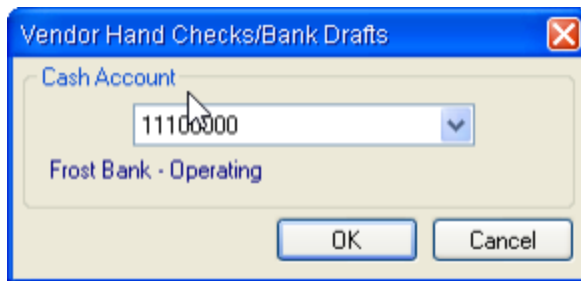 Vendor Hand Checks/Bank Drafts
Cash Account
11100000
Frost Bank - Operating
OK Cancel